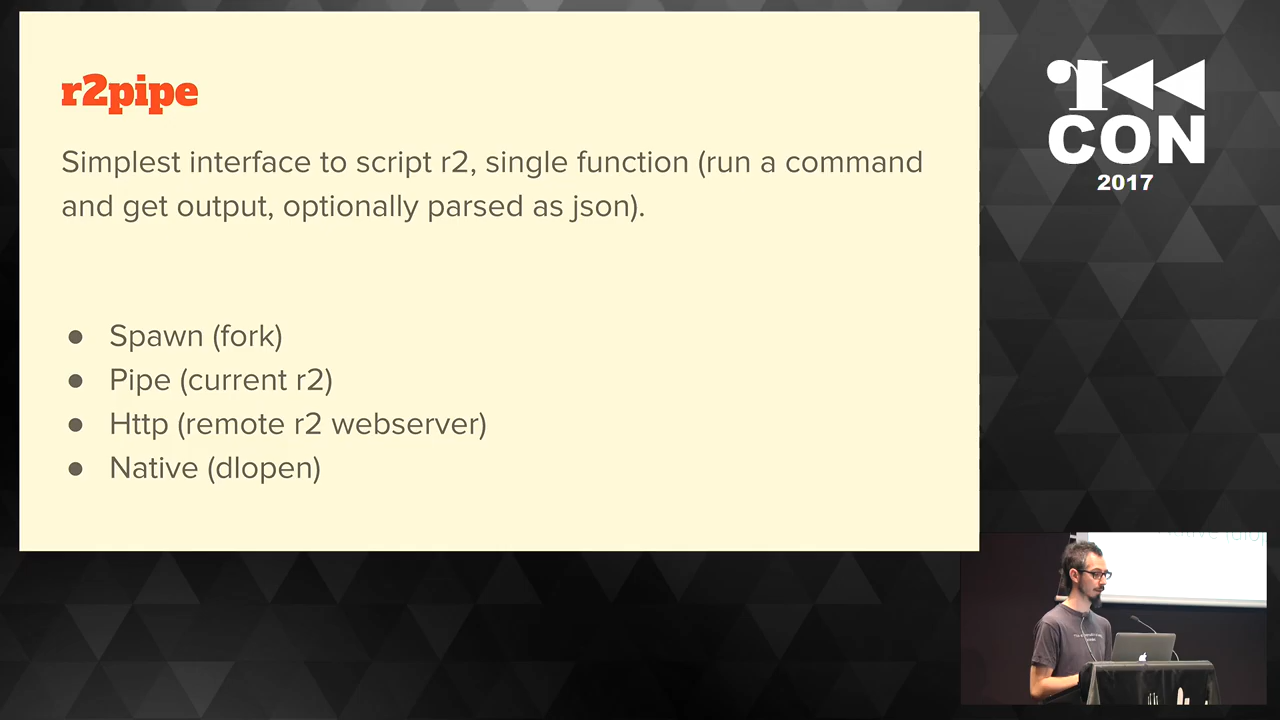 r2pipe
Simplest interface to script r2, single function (run a command
and get output, optionally parsed as json).
● Spawn (fork)
● Pipe (current r2)
● Http (remote r2 webserver)
● Native (dlopen)
CON
2017